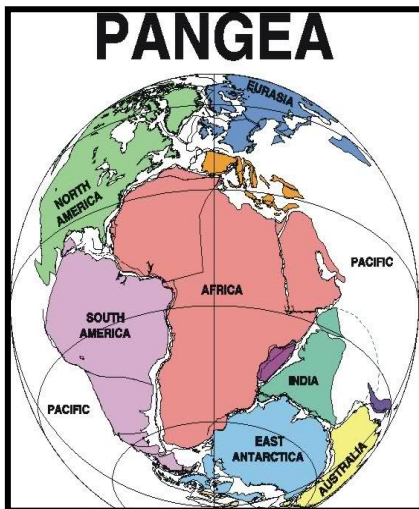 PANGEA
EURASIA
NORTH
AMERICA
PACIFIC
AFRICA
SOUTH
AMERICA
INDIA
PACIFIC
EAST
ANTARCTICA
AUSTRALIA